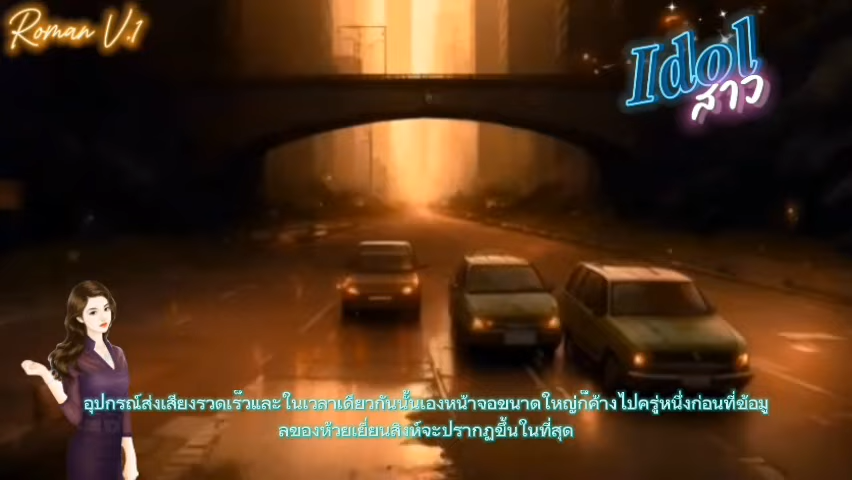 Roman V.1
Idol
สาว
อุปกรณ์ส่งเสียงรวดเร็วและในเวลาเดียวกันนั้นเองหน้าจอขนาดใหญ่ก็ค้างไปครู่หนึ่งก่อนที่ข้อมู
ลของห้วยเยี่ยนสิงห์จะปรากฏขึ้นในที่สุด